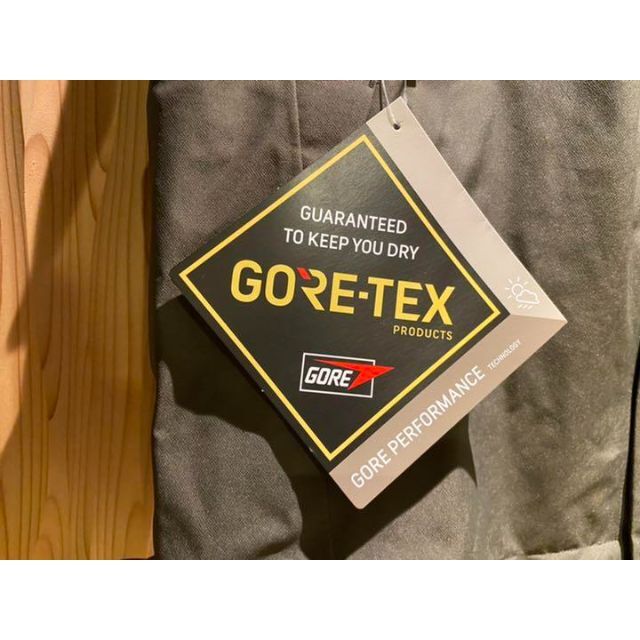 GUARANTEED
TO KEEP YOU DRY
GORE-TEX
PRODUCTS
GORE
GORE PERFORMANCE TECHNOLOGY